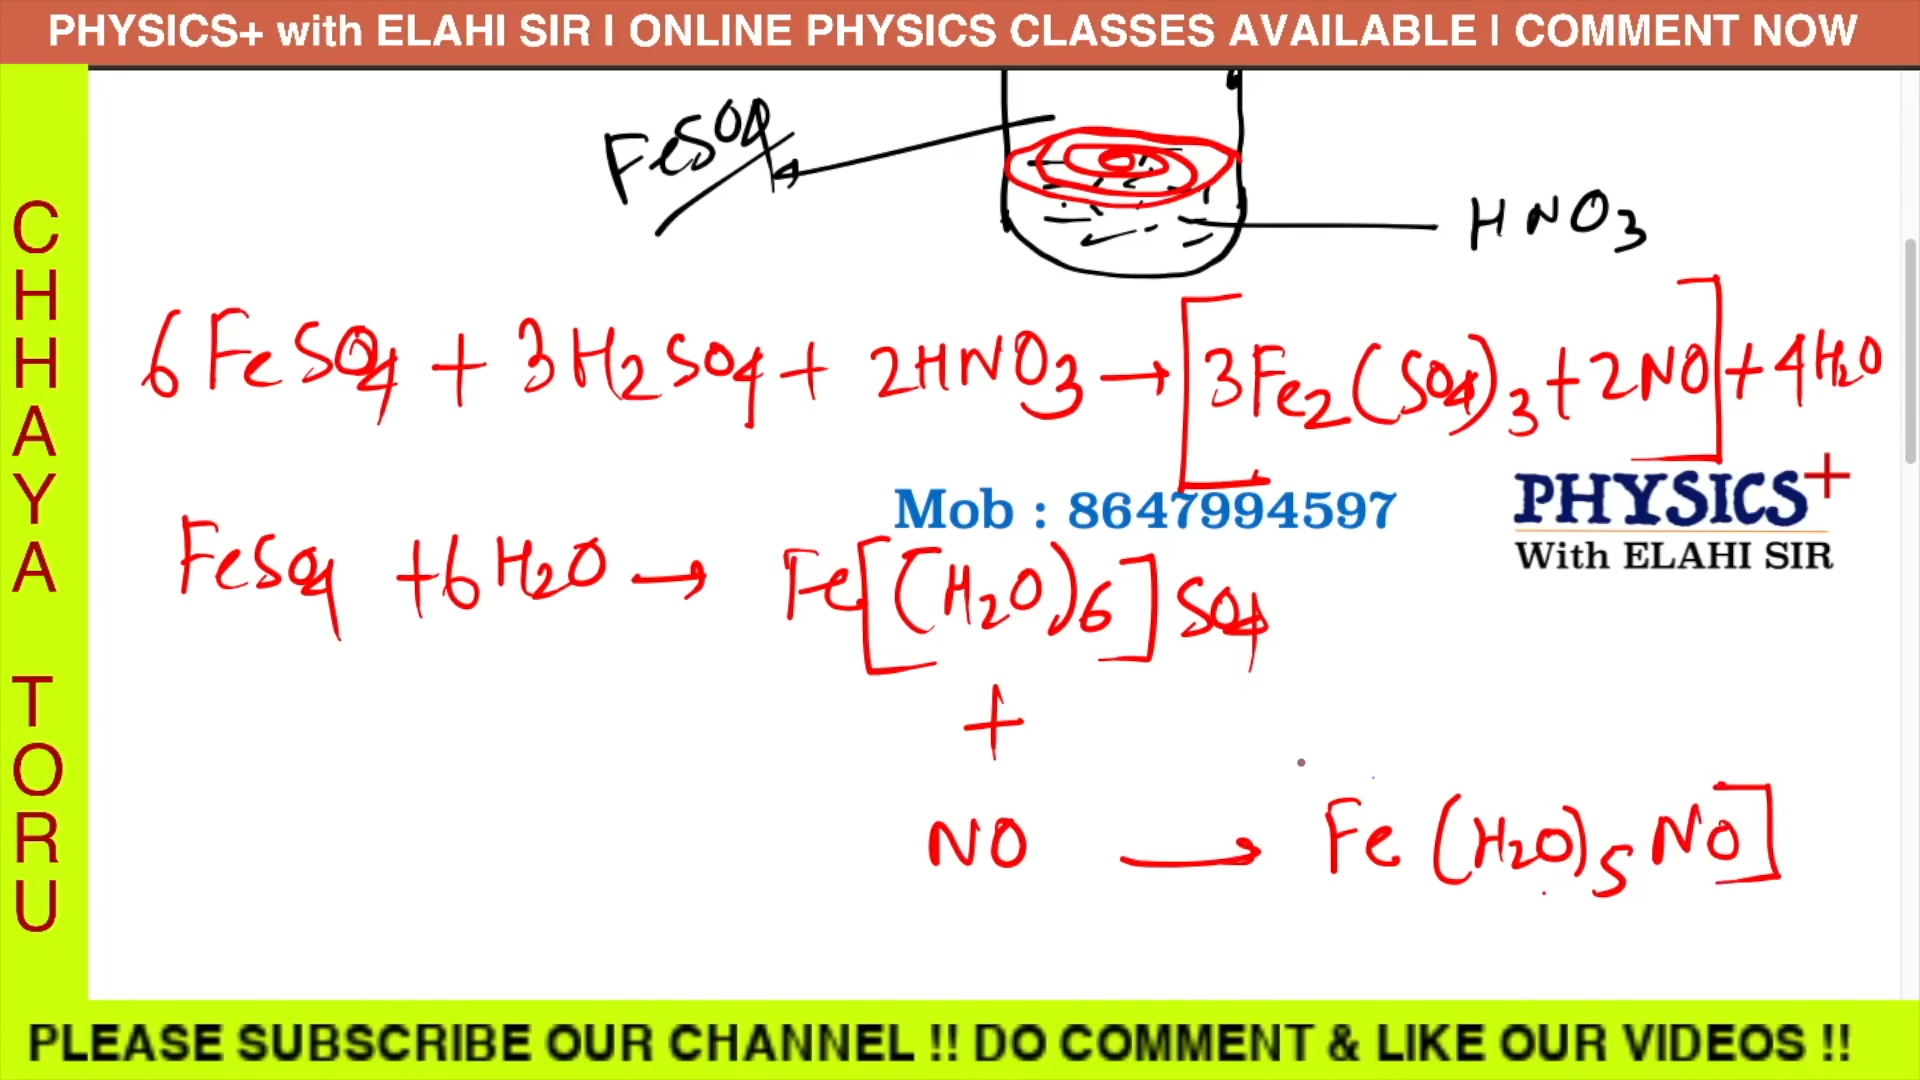 PHYSICS+ with ELAHI SIR I ONLINE PHYSICS CLASSES AVAILABLE I COMMENT NOW
CHHAYA TORU
FeSO4
HNO3
6FeSO4 + 3H2SO4 + 2HNO3 → [3Fe2(SO4)3 + 2NO] + 4H2O
Mob : 8647994597
PHYSICS+
With ELAHI SIR
FeSO4 + 6H2O → Fe[(H2O)6]SO4
+
NO → Fe(H2O)5NO]
PLEASE SUBSCRIBE OUR CHANNEL !! DO COMMENT & LIKE OUR VIDEOS !!